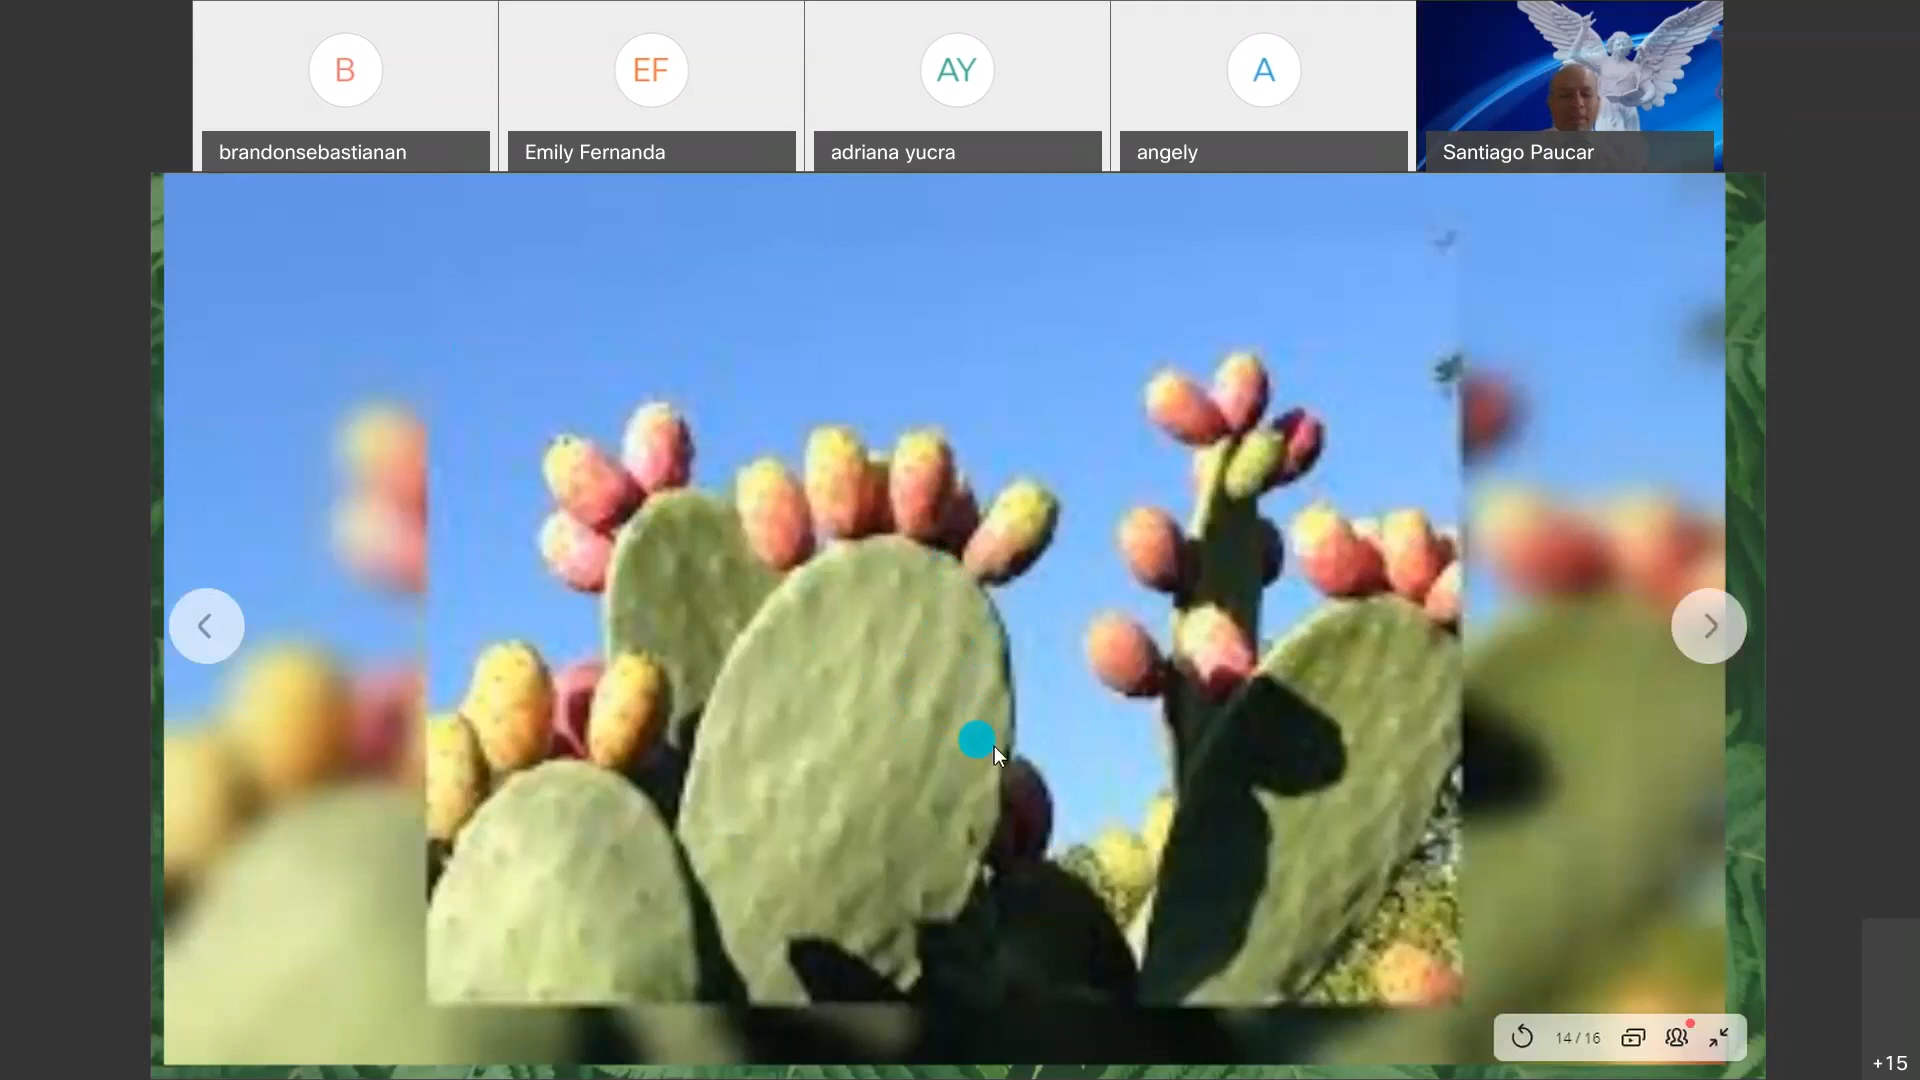 B
EF
AY
A
brandonsebastianan
Emily Fernanda
adriana yucra
angely
Santiago Paucar
14 / 16
+15